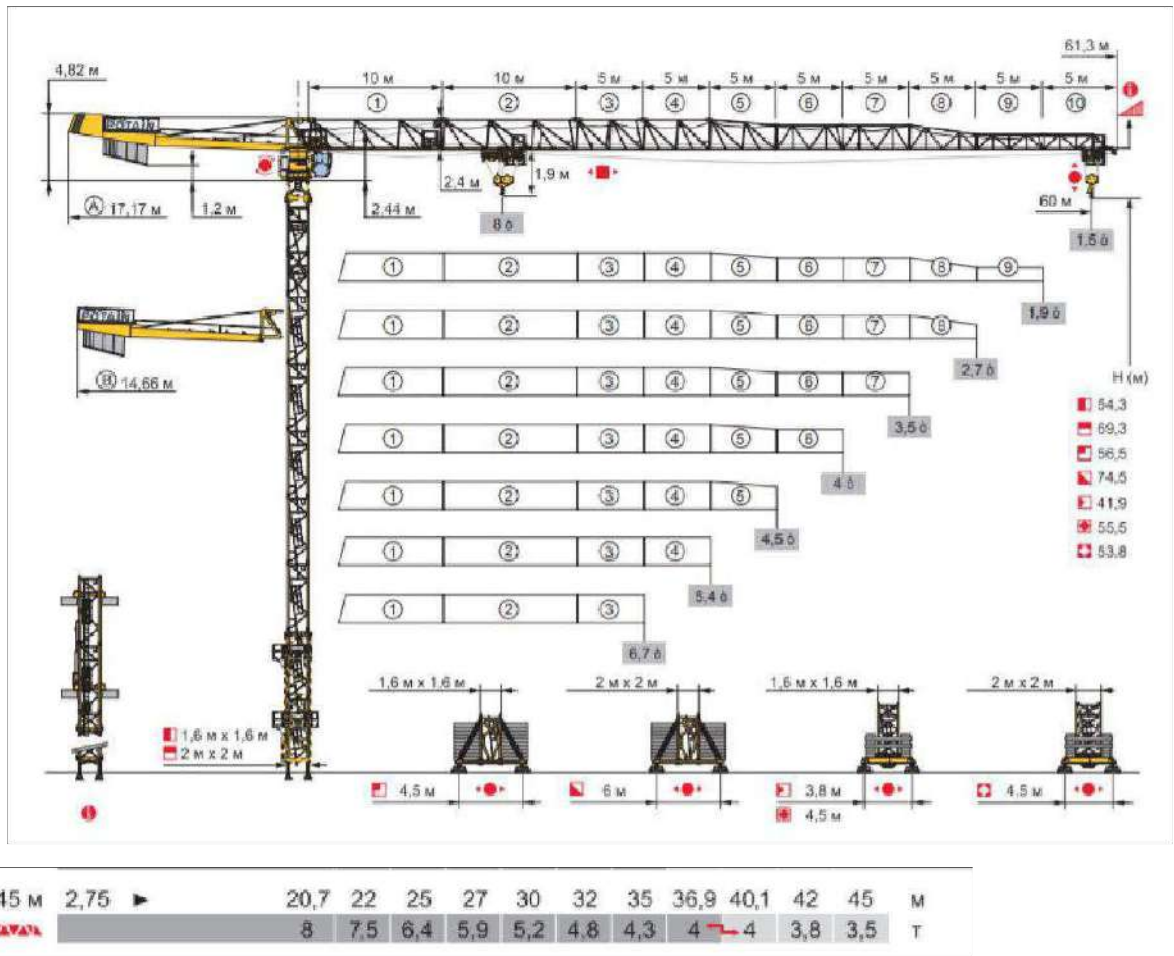 61,3 м
4,82 м
10 м 10 м 5 м 5 м 5 м 5 м 5 м 5 м 5 м 5 м
1 2 3 4 5 6 7 8 9 10
POTAIN
1,9 м
2,4 м
A 17,17 м 1,2 м 2,44 м 60 м
8 ô
1,5 ô
1 2 3 4 5 6 7 8 9
1,9 ô
POTAIN
1 2 3 4 5 6 7 8
2,7 ô
B 14,66 м
H (м)
1 2 3 4 5 6 7
54,3
3,5 ô
69,3
1 2 3 4 5 6
56,5
4 ô
74,5
1 2 3 4 5
41,9
4,5 ô
55,5
1 2 3 4
53,8
5,4 ô
1 2 3
6,7 ô
1,6 м x 1,6 м 2 м x 2 м 1,6 м x 1,6 м 2 м x 2 м
1,6 м x 1,6 м
2 м x 2 м
4,5 м 6 м 3,8 м 4,5 м
4,5 м
45 м 2,75 ► 20,7 22 25 27 30 32 35 36,9 40,1 42 45 м
8 7,5 6,4 5,9 5,2 4,8 4,3 4 4 3,8 3,5 т